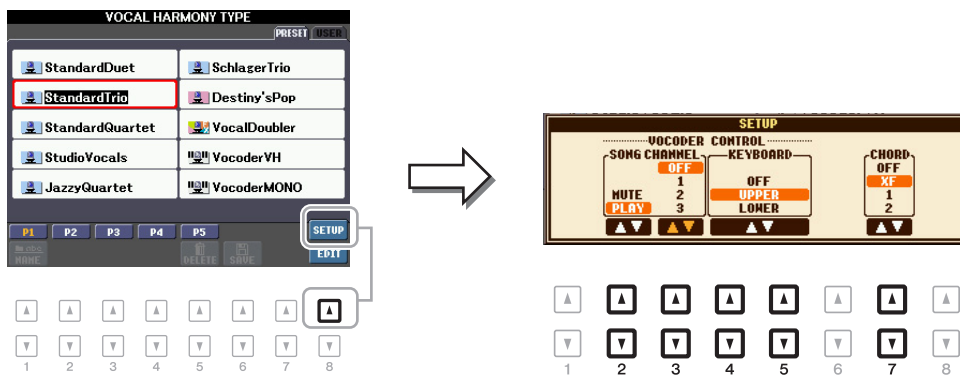 VOCAL HARMONY TYPE
PRESET USER
StandardDuet SchlagerTrio
StandardTrio Destiny'sPop
StandardQuartet VocalDoubler
StudioVocals VocoderVH
JazzyQuartet VocoderMONO
P1 P2 P3 P4 P5 SETUP
NAME DELETE SAVE EDIT
1 2 3 4 5 6 7 8
SETUP
VOCODER CONTROL
SONG CHANNEL KEYBOARD CHORD
OFF OFF
1 OFF XF
MUTE 2 UPPER 1
PLAY 3 LOWER 2
1 2 3 4 5 6 7 8